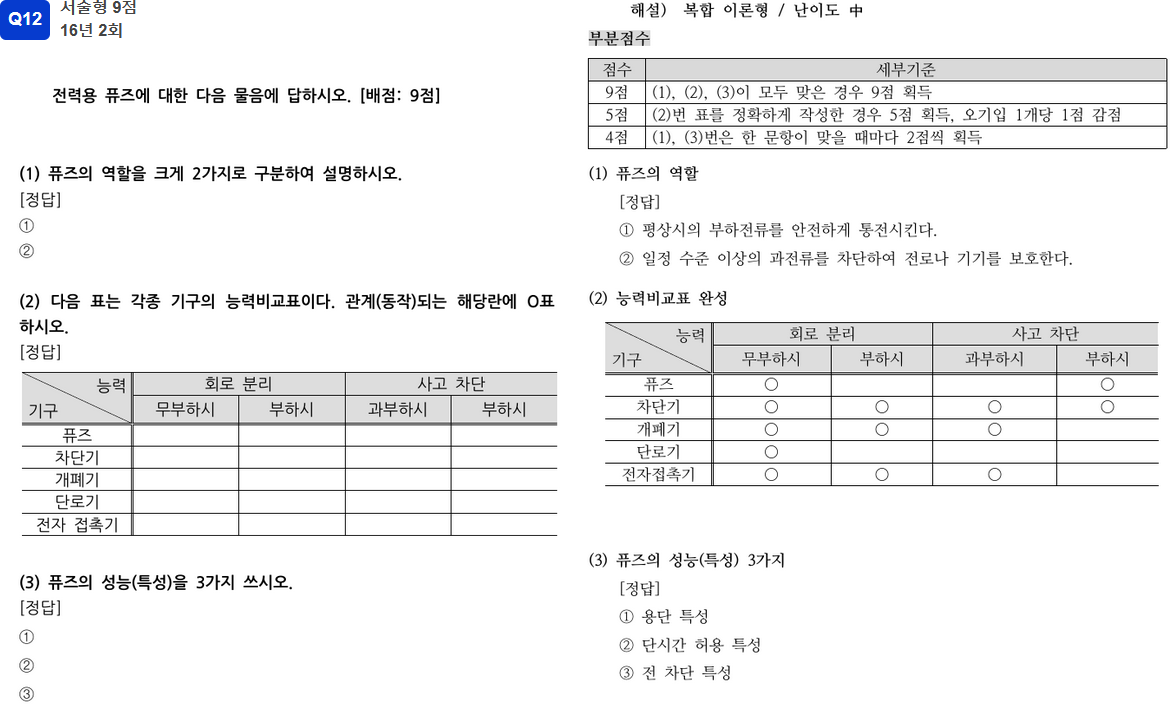 Q12
서술형 9점
16년 2회
전력용 퓨즈에 대한 다음 물음에 답하시오. [배점: 9점]
(1) 퓨즈의 역할을 크게 2가지로 구분하여 설명하시오.
[정답]
①
②
(2) 다음 표는 각종 기구의 능력비교표이다. 관계(동작)되는 해당란에 O표
하시오.
[정답]
능력 회로 분리 사고 차단
기구 무부하시 부하시 과부하시 부하시
퓨즈
차단기
개폐기
단로기
전자 접촉기
(3) 퓨즈의 성능(특성)을 3가지 쓰시오.
[정답]
①
②
③
해설) 복합 이론형 / 난이도 中
부분점수
점수 세부기준
9점 (1), (2), (3)이 모두 맞은 경우 9점 획득
5점 (2)번 표를 정확하게 작성한 경우 5점 획득, 오기입 1개당 1점 감점
4점 (1), (3)번은 한 문항이 맞을 때마다 2점씩 획득
(1) 퓨즈의 역할
[정답]
① 평상시의 부하전류를 안전하게 통전시킨다.
② 일정 수준 이상의 과전류를 차단하여 전로나 기기를 보호한다.
(2) 능력비교표 완성
능력 회로 분리 사고 차단
기구 무부하시 부하시 과부하시 부하시
퓨즈 ○ ○
차단기 ○ ○ ○ ○
개폐기 ○ ○ ○
단로기 ○
전자접촉기 ○ ○ ○
(3) 퓨즈의 성능(특성) 3가지
[정답]
① 용단 특성
② 단시간 허용 특성
③ 전 차단 특성